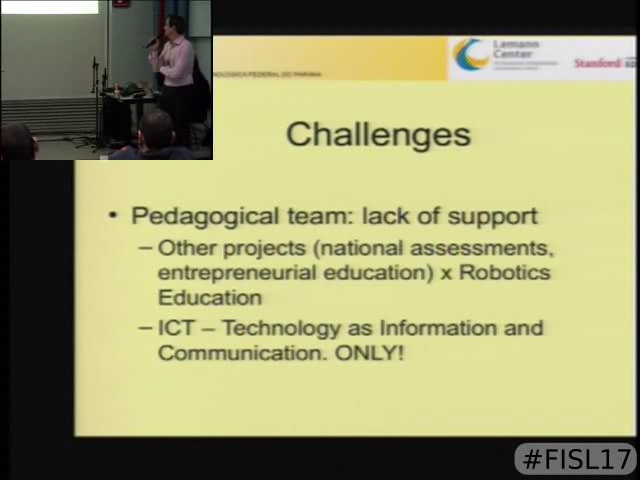 NOLÓGICA FEDERAL DO PARANÁ
Lemann
Center
Stanford
Challenges
• Pedagogical team: lack of support
– Other projects (national assessments,
entrepreneurial education) x Robotics
Education
– ICT – Technology as Information and
Communication. ONLY!
#FISL17